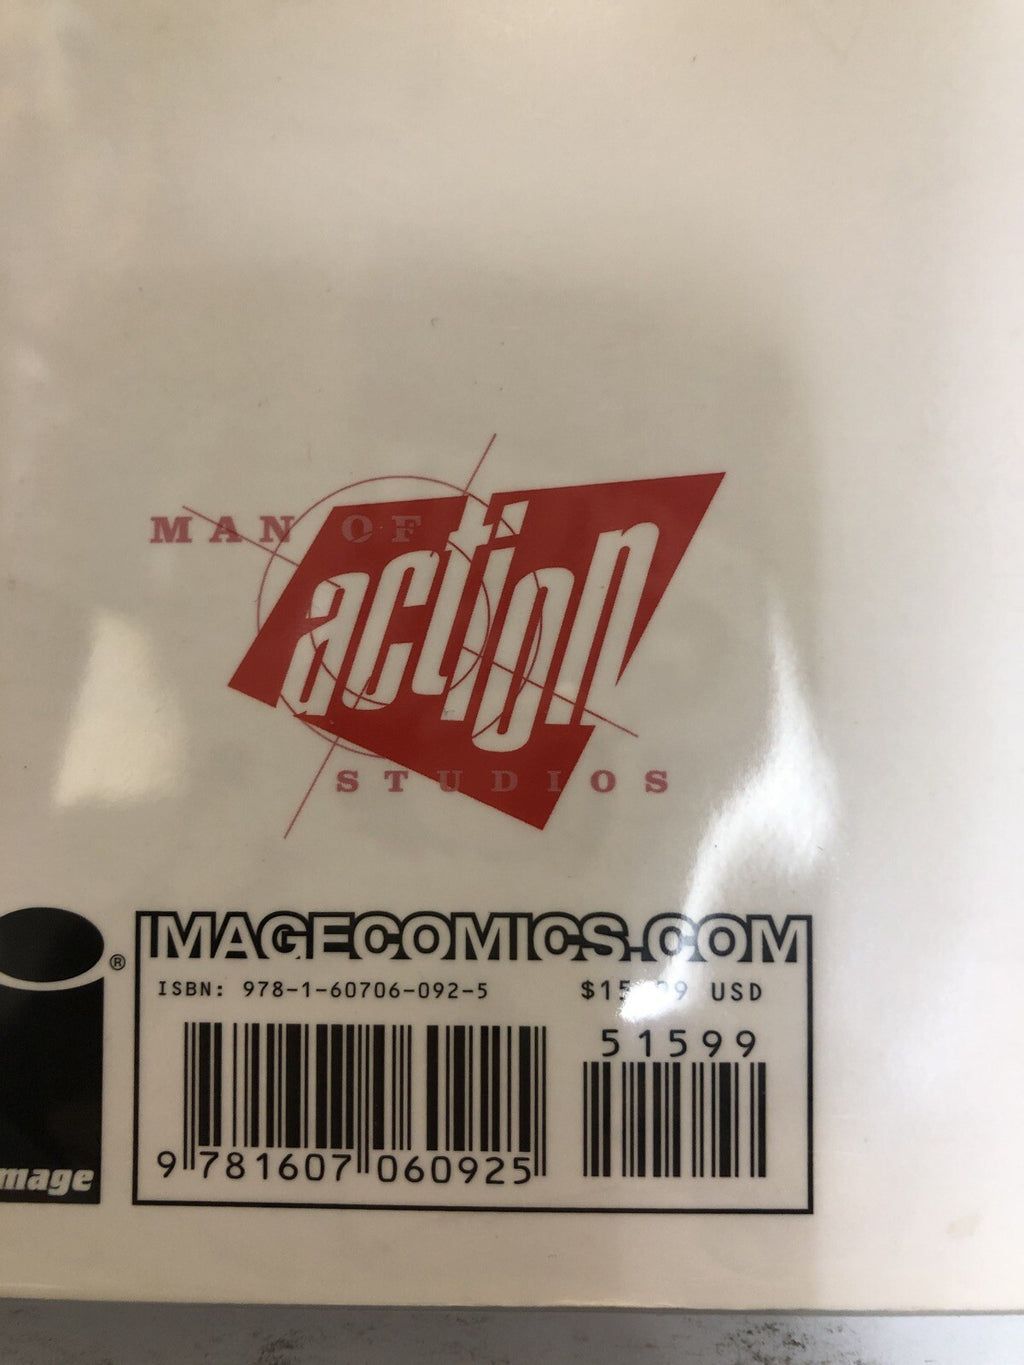 MAN OF
action
STUDIOS
IMAGECOMICS.COM
®
ISBN: 978-1-60706-092-5
USD
51599
9 781607 060925
mage